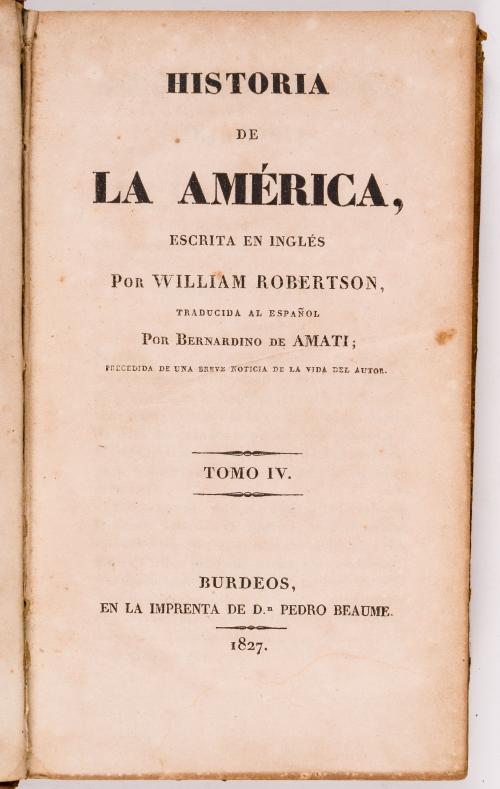 HISTORIA
DE
LA AMÉRICA,
ESCRITA EN INGLÉS
POR WILLIAM ROBERTSON,
TRADUCIDA AL ESPAÑOL
POR BERNARDINO DE AMATI;
PRECEDIDA DE UNA BREVE NOTICIA DE LA VIDA DEL AUTOR.
TOMO IV.
BURDEOS,
EN LA IMPRENTA DE D.ⁿ PEDRO BEAUME.
1827.